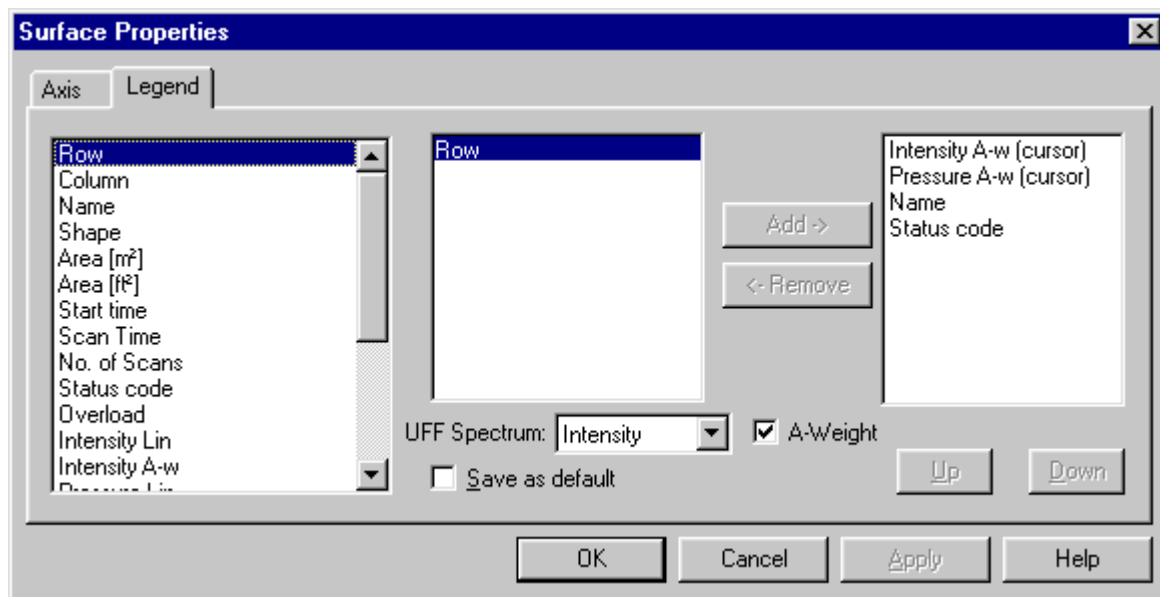 Surface Properties
Axis
Legend
Row
Column
Name
Shape
Area [m²]
Area [ft²]
Start time
Scan Time
No. of Scans
Status code
Overload
Intensity Lin
Intensity A-w
Pressure Lin
Row
Add ->
<- Remove
Intensity A-w (cursor)
Pressure A-w (cursor)
Name
Status code
UFF Spectrum: Intensity
A-Weight
Save as default
Up
Down
OK
Cancel
Apply
Help